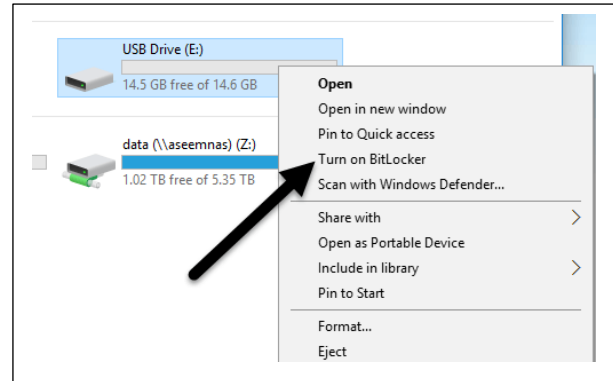 USB Drive (E:)
14.5 GB free of 14.6 GB
data (\\aseemnas) (Z:)
1.02 TB free of 5.35 TB
Open
Open in new window
Pin to Quick access
Turn on BitLocker
Scan with Windows Defender...
Share with
Open as Portable Device
Include in library
Pin to Start
Format...
Eject